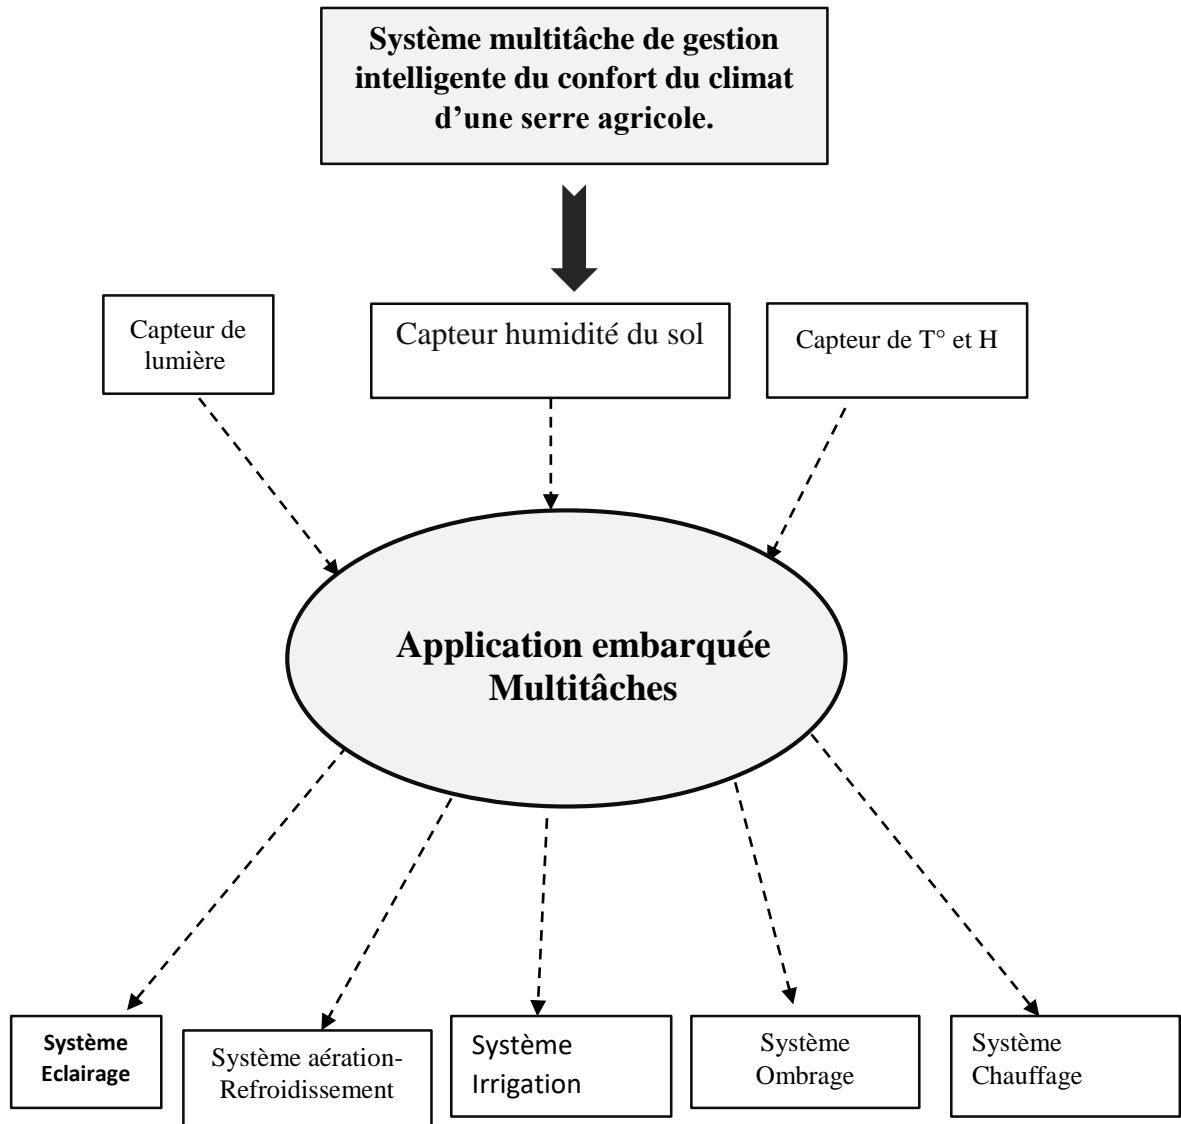 Système multitâche de gestion
intelligente du confort du climat
d’une serre agricole.
Capteur de
lumière
Capteur humidité du sol
Capteur de T° et H
Application embarquée
Multitâches
Système
Eclairage
Système aération-
Refroidissement
Système
Irrigation
Système
Ombrage
Système
Chauffage